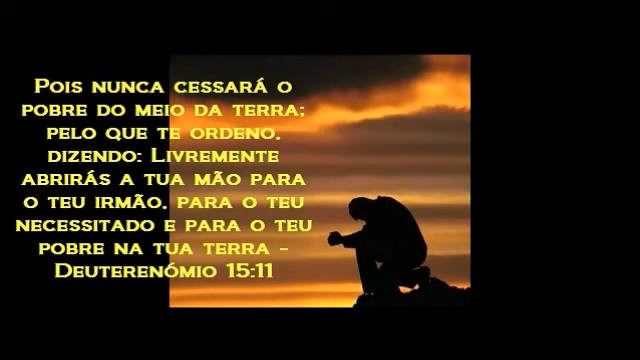 Pois nunca cessará o
pobre do meio da terra;
pelo que te ordeno,
dizendo: Livremente
abrirás a tua mão para
o teu irmão, para o teu
necessitado e para o teu
pobre na tua terra -
Deuterenómio 15:11